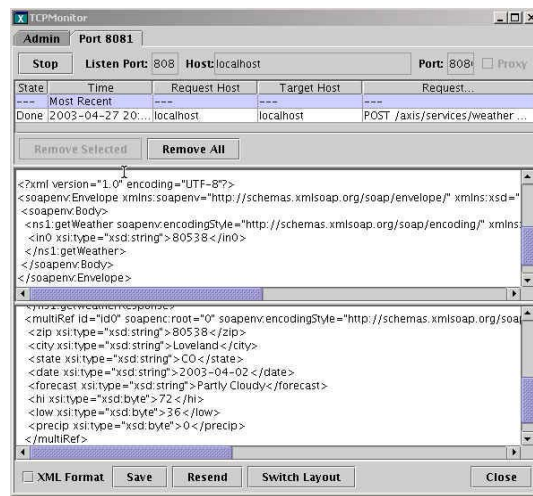 TCPMonitor
Admin Port 8081
Stop Listen Port: 808 Host: localhost Port: 808 Proxy
State Time Request Host Target Host Request...
--- Most Recent --- --- ---
Done 2003-04-27 20:... localhost localhost POST /axis/services/weather ...
Remove Selected Remove All
<?xml version="1.0" encoding="UTF-8"?>
<soapenv:Envelope xmlns:soapenv="http://schemas.xmlsoap.org/soap/envelope/" xmlns:xsd="
<soapenv:Body>
<ns1:getWeather soapenv:encodingStyle="http://schemas.xmlsoap.org/soap/encoding/" xmlns:
<in0 xsi:type="xsd:string">80538</in0>
</ns1:getWeather>
</soapenv:Body>
</soapenv:Envelope>
</ns1:getWeatherResponse>
<multiRef id="id0" soapenc:root="0" soapenv:encodingStyle="http://schemas.xmlsoap.org/soap
<zip xsi:type="xsd:string">80538</zip>
<city xsi:type="xsd:string">Loveland</city>
<state xsi:type="xsd:string">CO</state>
<date xsi:type="xsd:string">2003-04-02</date>
<forecast xsi:type="xsd:string">Partly Cloudy</forecast>
<hi xsi:type="xsd:byte">72</hi>
<low xsi:type="xsd:byte">36</low>
<precip xsi:type="xsd:byte">0</precip>
</multiRef>
XML Format Save Resend Switch Layout Close